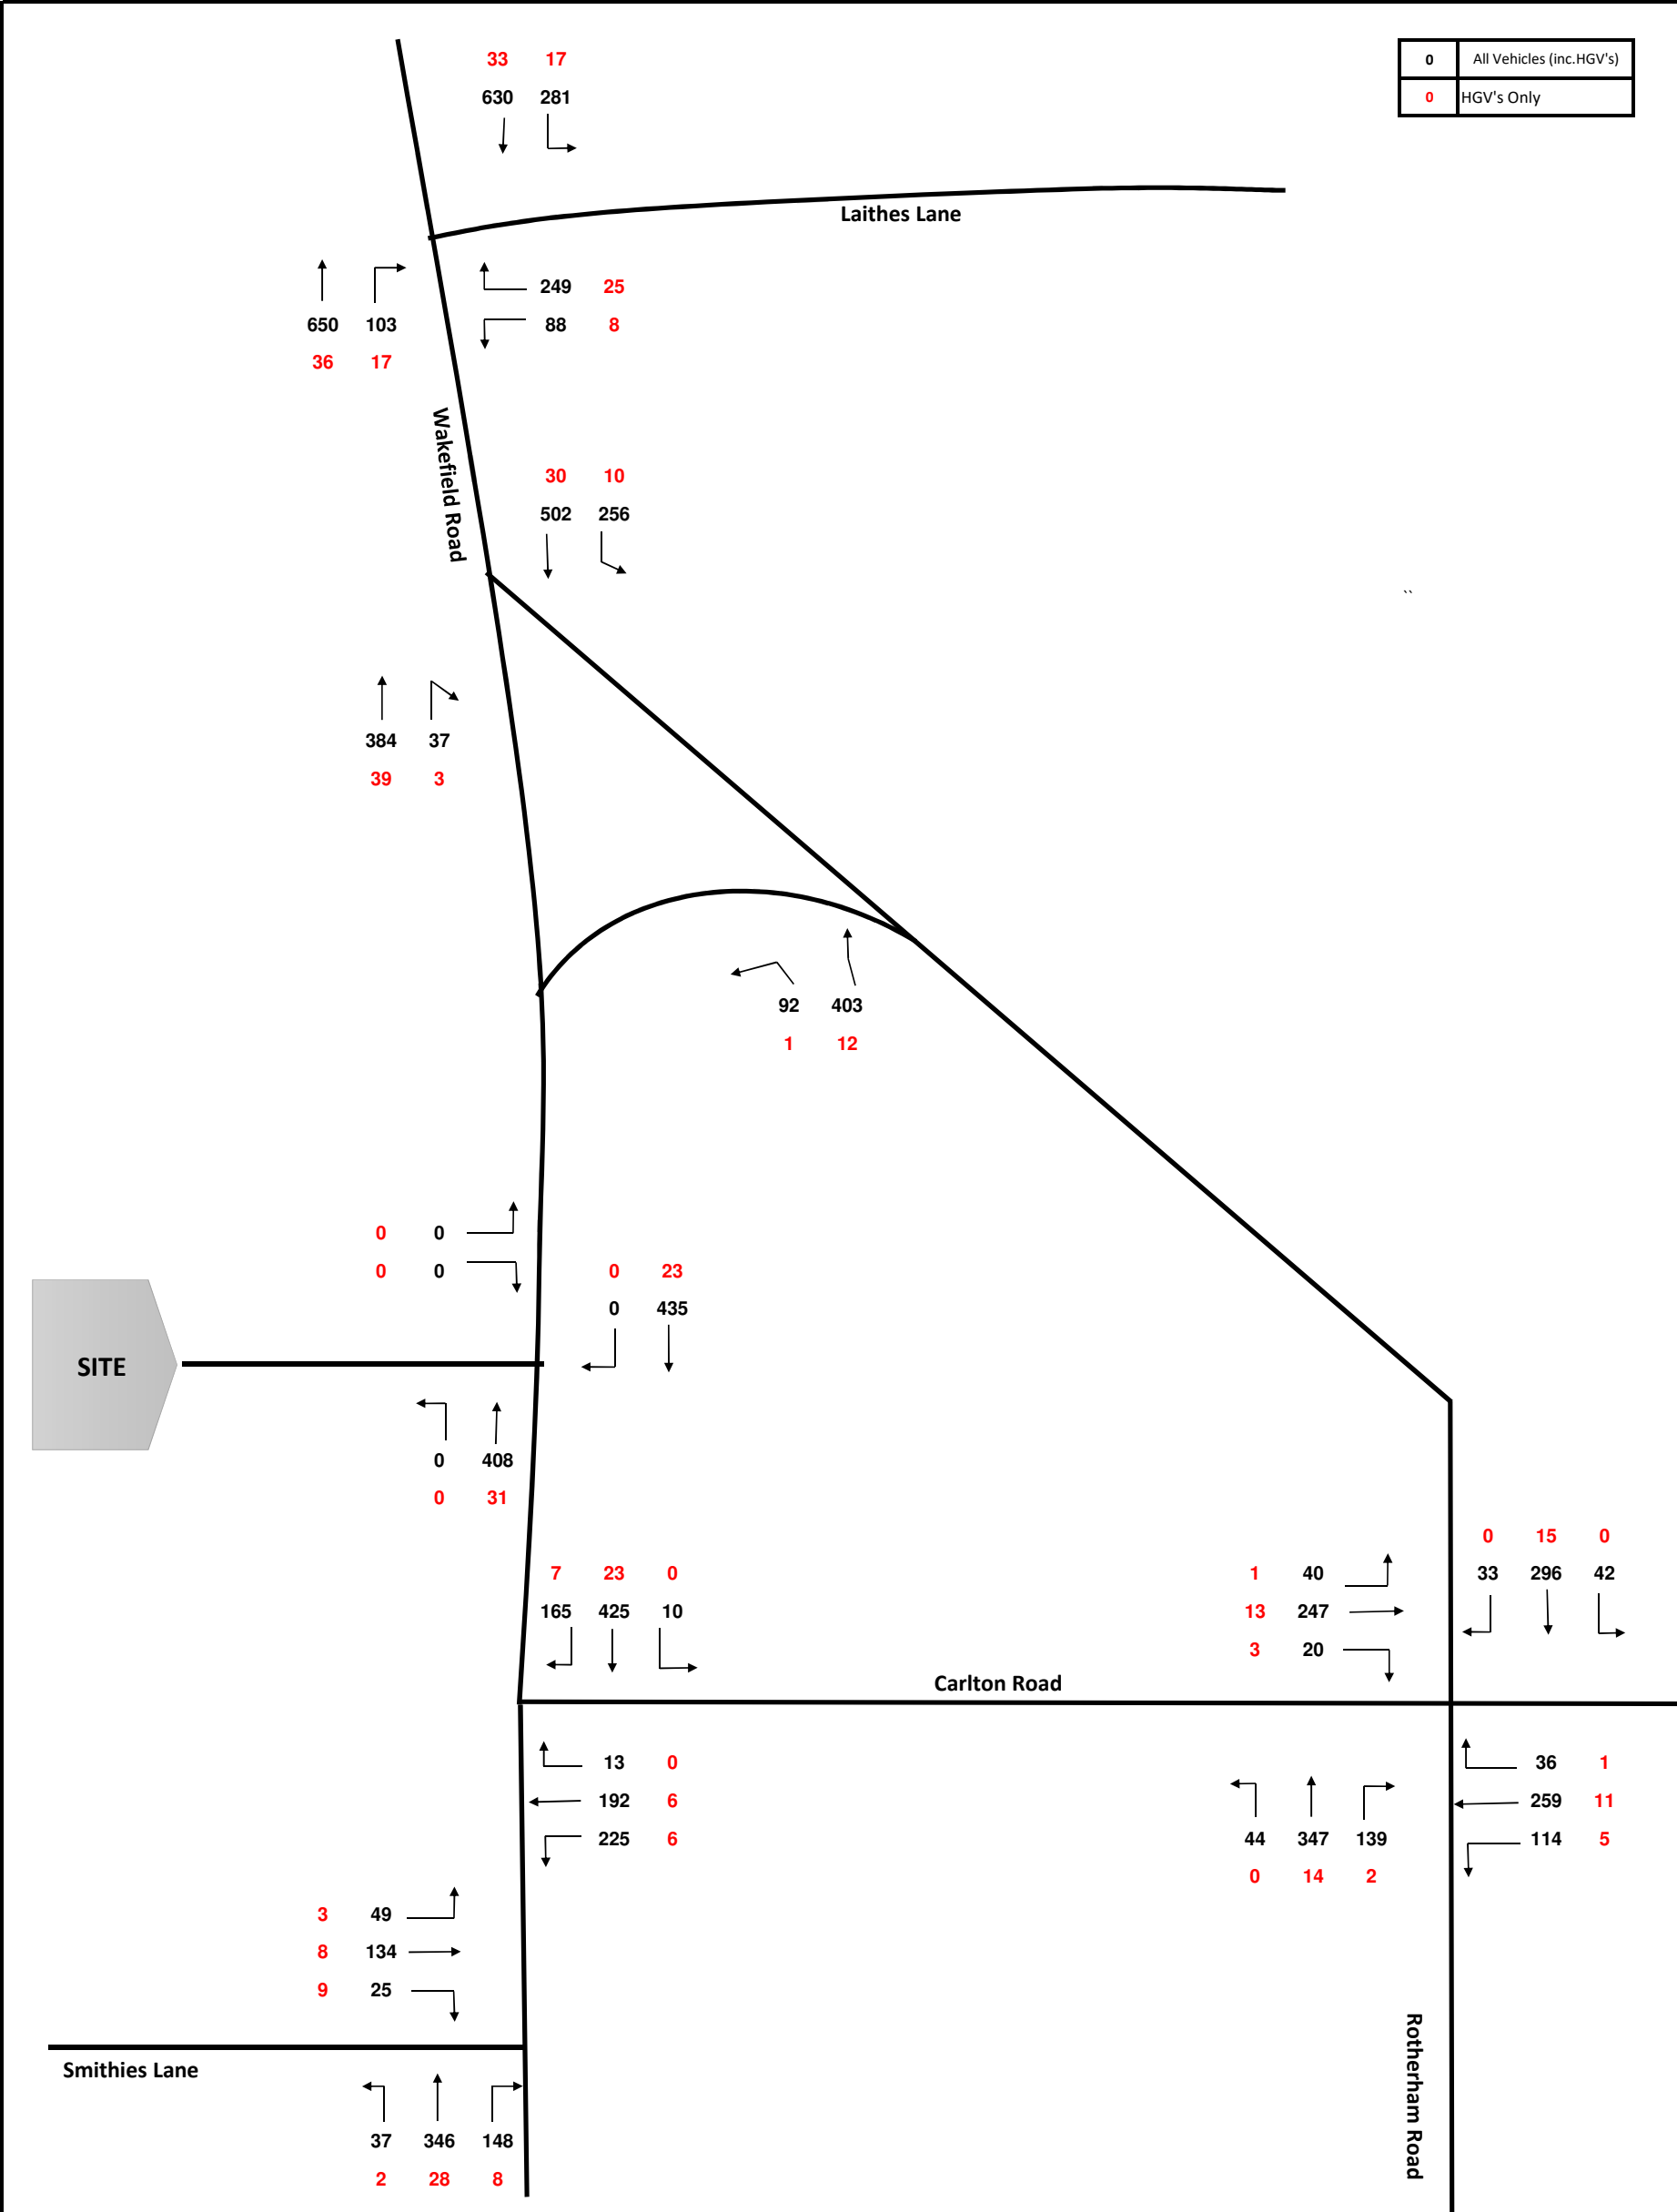 33 17
630 281
0 All Vehicles (inc.HGV's)
0 HGV's Only
Laithes Lane
249 25
88 8
650 103
36 17
Wakefield Road
30 10
502 256
``
384 37
39 3
92 403
1 12
0 0
0 0
0 23
0 435
SITE
0 408
0 31
7 23 0
165 425 10
1 40
13 247
3 20
0 15 0
33 296 42
Carlton Road
13 0
192 6
225 6
44 347 139
0 14 2
36 1
259 11
114 5
3 49
8 134
9 25
Smithies Lane
37 346 148
2 28 8
Rotherham Road